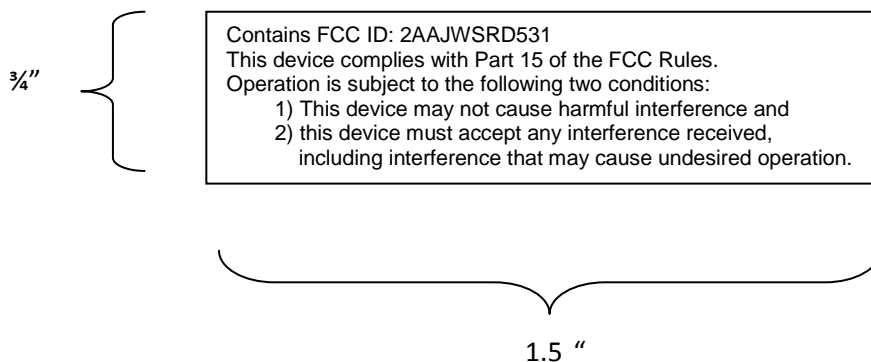 Contains FCC ID: 2AAJWSRD531
This device complies with Part 15 of the FCC Rules.
Operation is subject to the following two conditions:
1) This device may not cause harmful interference and
2) this device must accept any interference received,
including interference that may cause undesired operation.
¾”
1.5 “